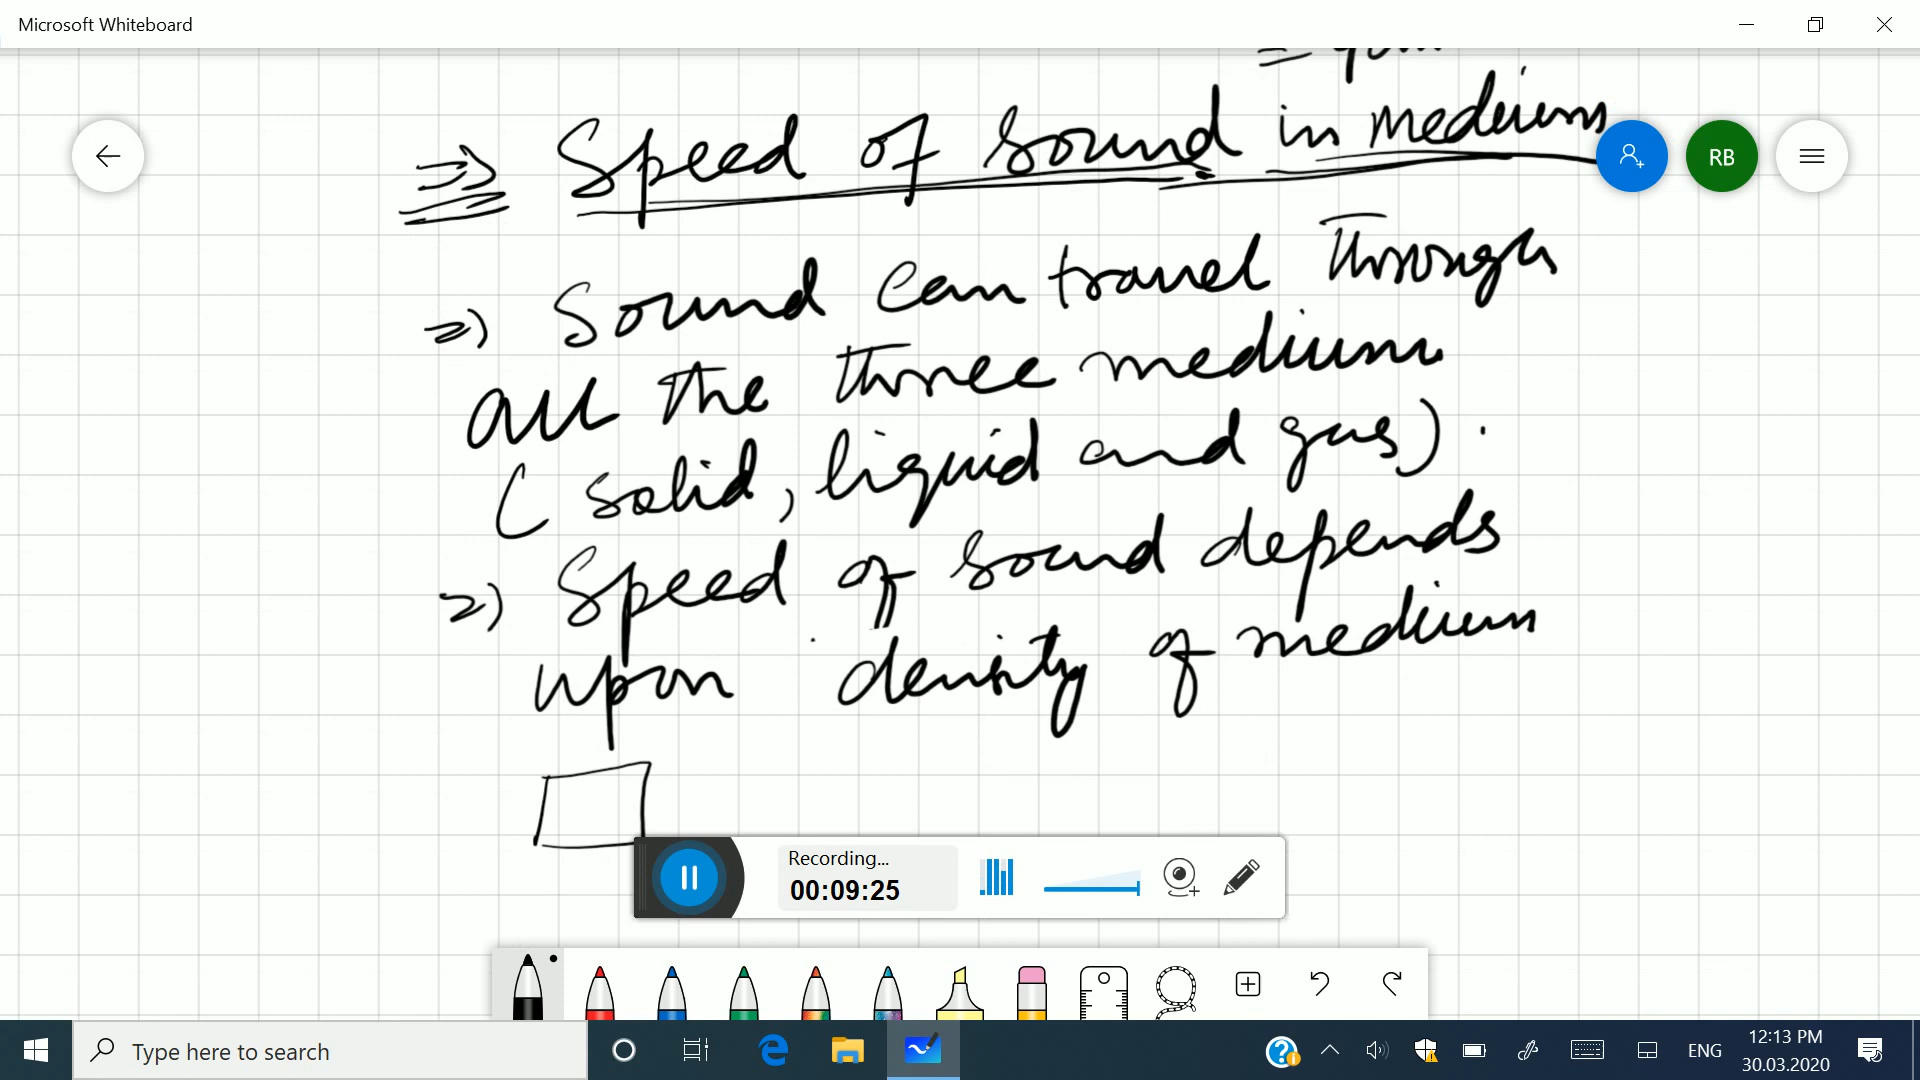 Microsoft Whiteboard
=> Speed of Sound in medium
RB
=> Sound can travel through
all the three mediums
(solid, liquid and gas).
=> Speed of sound depends
upon density of medium
Recording...
00:09:25
Type here to search
ENG
12:13 PM
30.03.2020